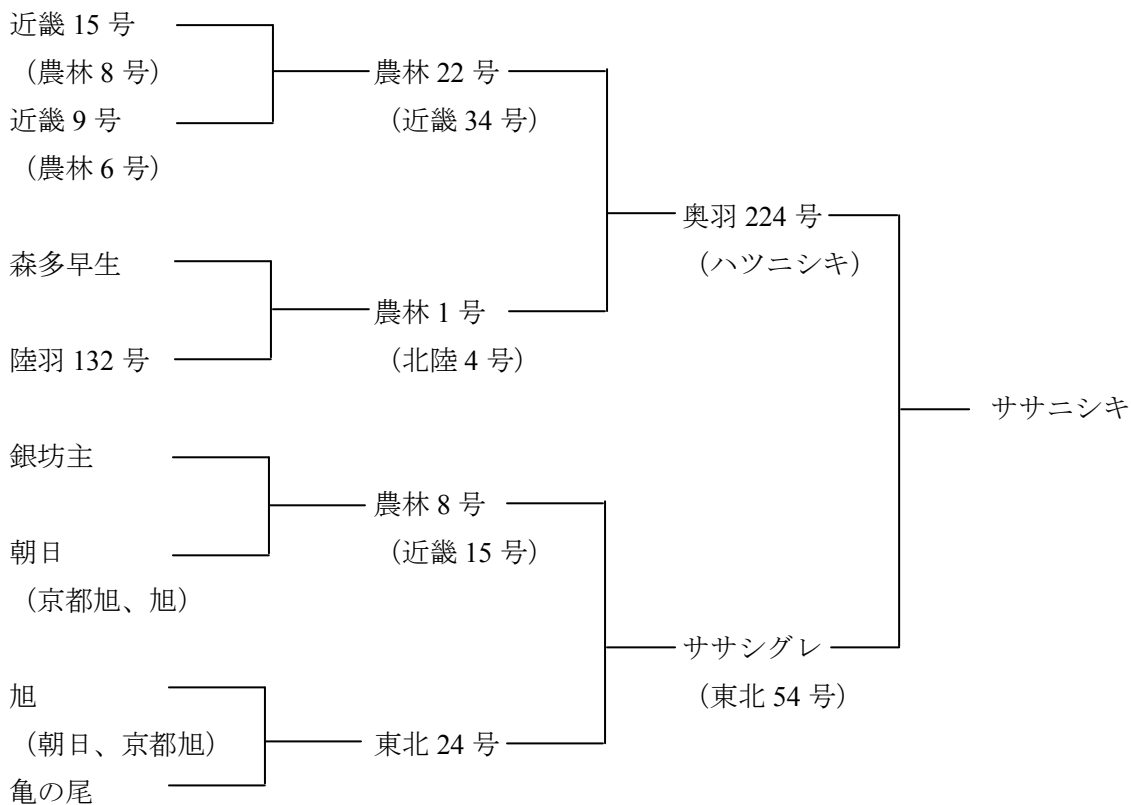 近畿 15 号
（農林 8 号）
近畿 9 号
（農林 6 号）
農林 22 号
（近畿 34 号）
森多早生
陸羽 132 号
農林 1 号
（北陸 4 号）
奥羽 224 号
（ハツニシキ）
銀坊主
朝日
（京都旭、旭）
農林 8 号
（近畿 15 号）
旭
（朝日、京都旭）
亀の尾
東北 24 号
ササシグレ
（東北 54 号）
ササニシキ